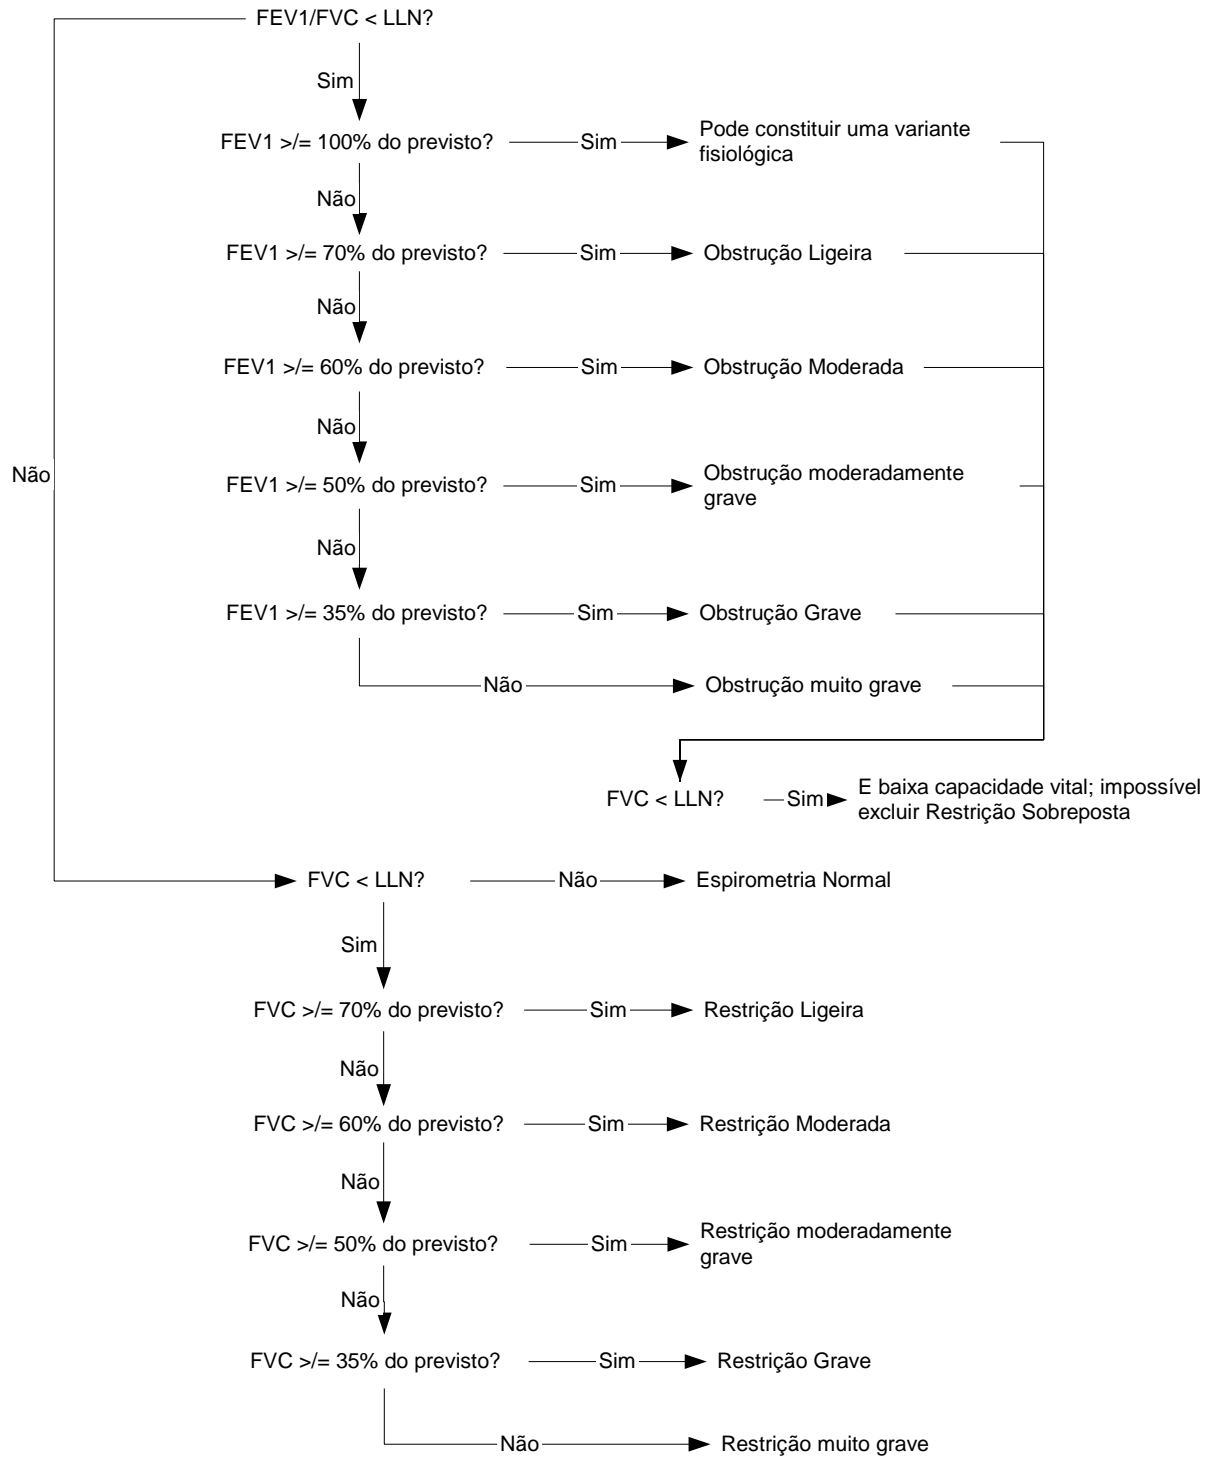 FEV1/FVC < LLN?
Sim
FEV1 >/= 100% do previsto?
Sim
Pode constituir uma variante
fisiológica
Não
FEV1 >/= 70% do previsto?
Sim
Obstrução Ligeira
Não
FEV1 >/= 60% do previsto?
Sim
Obstrução Moderada
Não
Não
FEV1 >/= 50% do previsto?
Sim
Obstrução moderadamente
grave
Não
FEV1 >/= 35% do previsto?
Sim
Obstrução Grave
Não
Obstrução muito grave
FVC < LLN?
Sim
E baixa capacidade vital; impossível
excluir Restrição Sobreposta
FVC < LLN?
Não
Espirometria Normal
Sim
FVC >/= 70% do previsto?
Sim
Restrição Ligeira
Não
FVC >/= 60% do previsto?
Sim
Restrição Moderada
Não
FVC >/= 50% do previsto?
Sim
Restrição moderadamente
grave
Não
FVC >/= 35% do previsto?
Sim
Restrição Grave
Não
Restrição muito grave